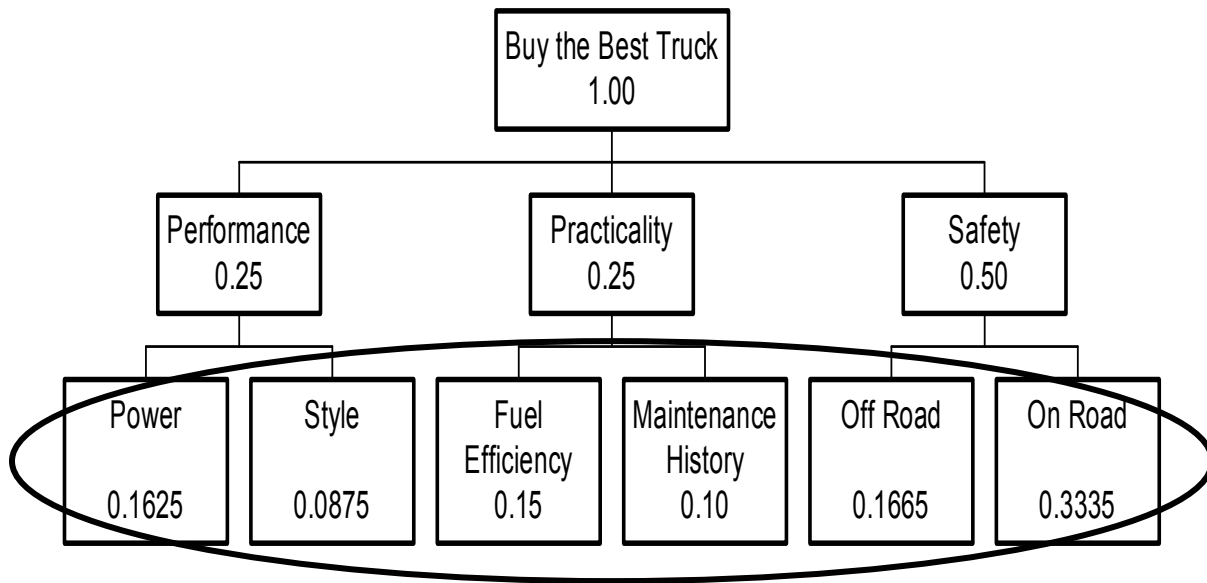 Buy the Best Truck
1.00
Performance
0.25
Practicality
0.25
Safety
0.50
Power
0.1625
Style
0.0875
Fuel
Efficiency
0.15
Maintenance
History
0.10
Off Road
0.1665
On Road
0.3335